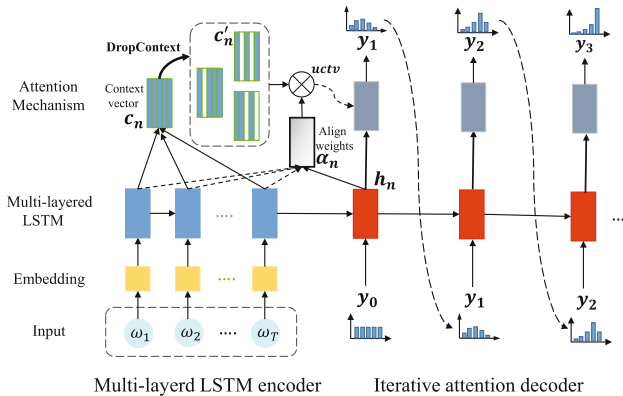 y₁
y₂
y₃
c′ₙ
DropContext
uctv
Attention
Mechanism
Context
vector
cₙ
Align
weights
αₙ
hₙ
Multi-layered
LSTM
....
...
Embedding
....
y₀
y₁
y₂
Input
ω₁
ω₂
....
ω_T
Multi-layerd LSTM encoder
Iterative attention decoder